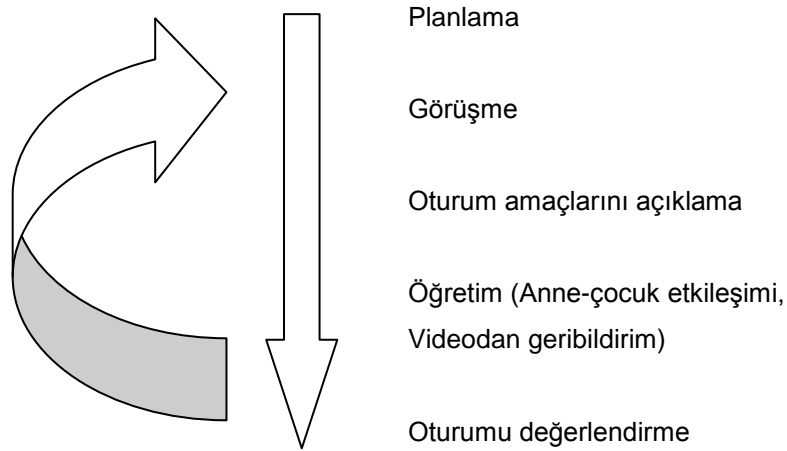 Planlama
Görüşme
Oturum amaçlarını açıklama
Öğretim (Anne-çocuk etkileşimi,
Videodan geribildirim)
Oturumu değerlendirme